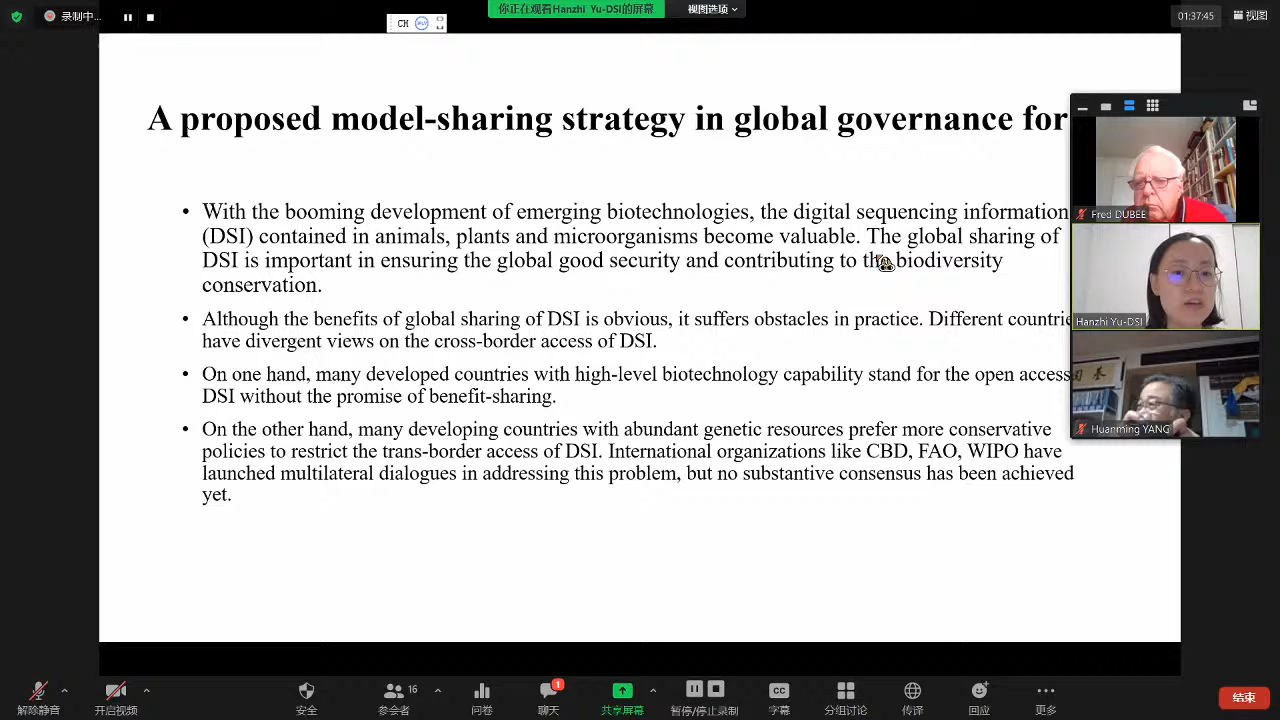 录制中...
CH
你正在观看Hanzhi Yu-DSI的屏幕
视图选项
01:37:45
视图
A proposed model-sharing strategy in global governance for
With the booming development of emerging biotechnologies, the digital sequencing information
(DSI) contained in animals, plants and microorganisms become valuable. The global sharing of
DSI is important in ensuring the global good security and contributing to the biodiversity
conservation.
Although the benefits of global sharing of DSI is obvious, it suffers obstacles in practice. Different countrie
have divergent views on the cross-border access of DSI.
On one hand, many developed countries with high-level biotechnology capability stand for the open access
DSI without the promise of benefit-sharing.
On the other hand, many developing countries with abundant genetic resources prefer more conservative
policies to restrict the trans-border access of DSI. International organizations like CBD, FAO, WIPO have
launched multilateral dialogues in addressing this problem, but no substantive consensus has been achieved
yet.
Fred DUBEE
Hanzhi Yu-DSI
Huanming YANG
解除静音
开启视频
安全
16
参会者
问卷
1
聊天
共享屏幕
暂停/停止录制
CC
字幕
分组讨论
传译
回应
更多
结束